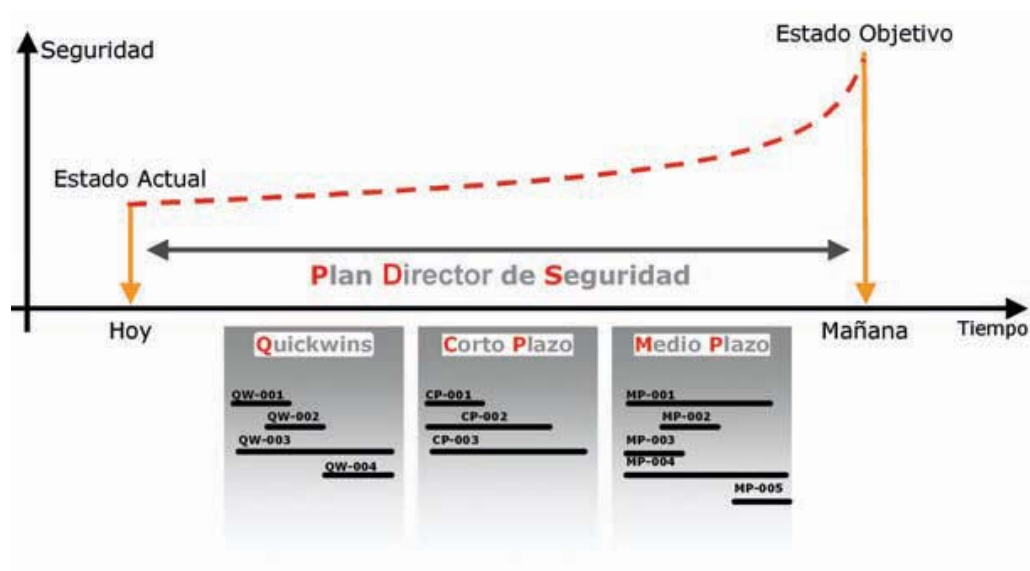 Estado Objetivo
Seguridad
Estado Actual
Plan Director de Seguridad
Hoy
Mañana
Tiempo
Quickwins
QW-001
QW-002
QW-003
QW-004
Corto Plazo
CP-001
CP-002
CP-003
Medio Plazo
MP-001
MP-002
MP-003
MP-004
MP-005